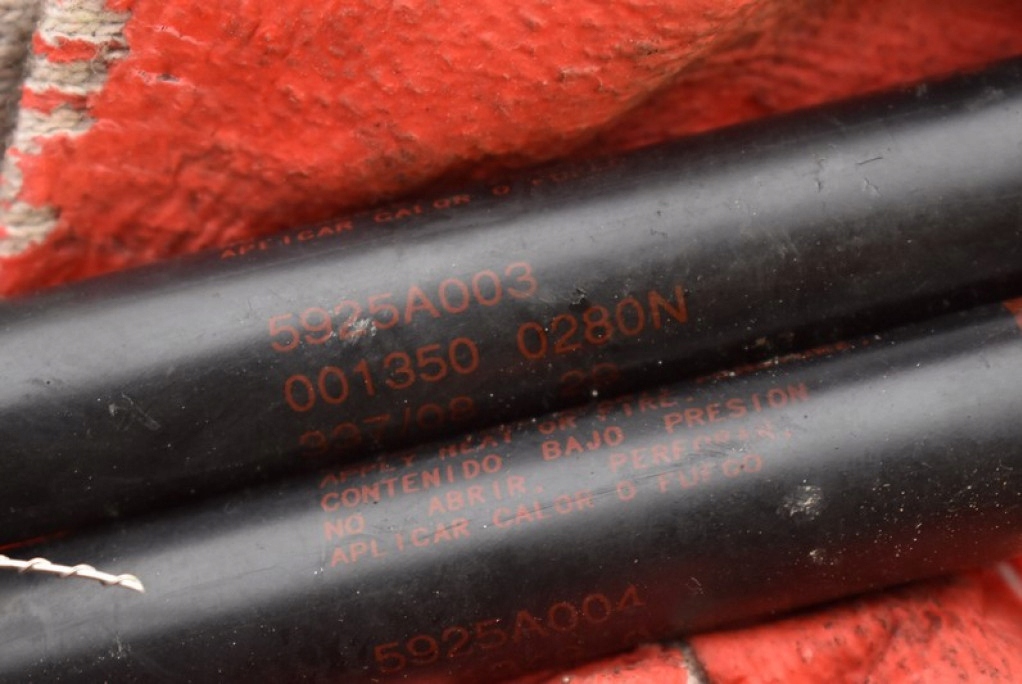 APLICAR CALOR O
5925A003
001350 0280N
APPLY HEAT OR FIRE.
CONTENIDO BAJO PRESION
NO ABRIR. PERFORAR,
APLICAR CALOR O FUEGO
5925A004